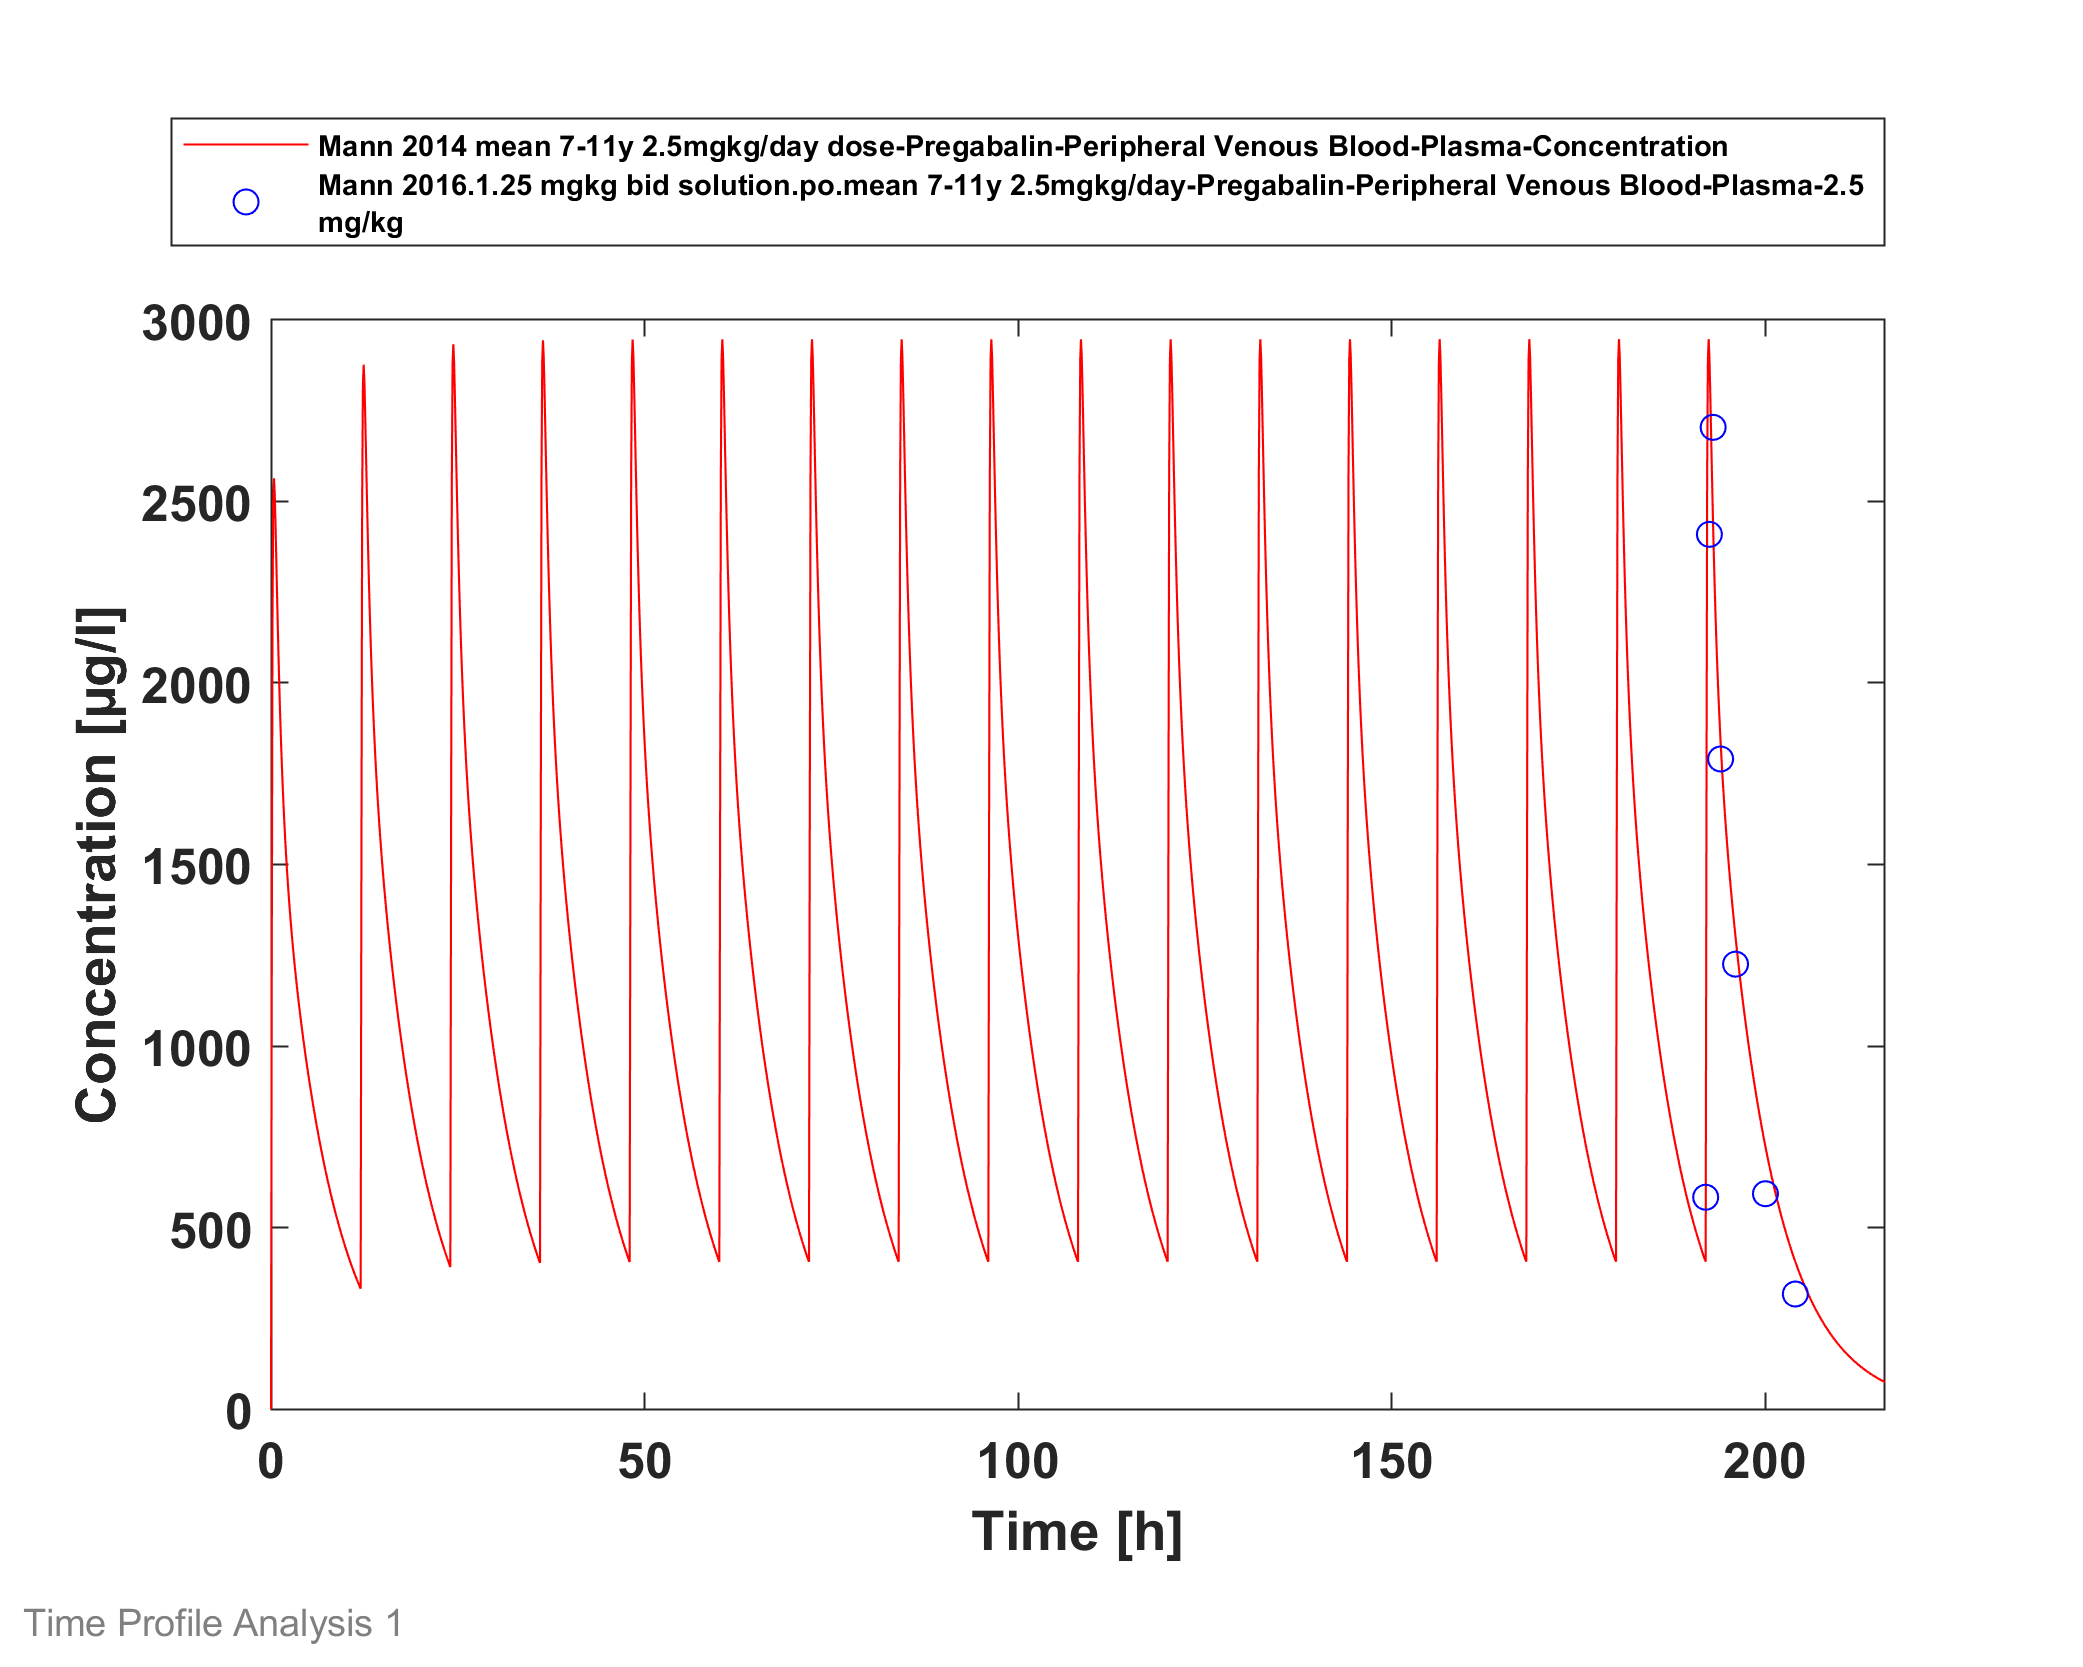 Mann 2014 mean 7-11y 2.5mgkg/day dose-Pregabalin-Peripheral Venous Blood-Plasma-Concentration
Mann 2016.1.25 mgkg bid solution.po.mean 7-11y 2.5mgkg/day-Pregabalin-Peripheral Venous Blood-Plasma-2.5
mg/kg
3000
2500
2000
1500
1000
500
0
Concentration [µg/l]
0 50 100 150 200
Time [h]
Time Profile Analysis 1